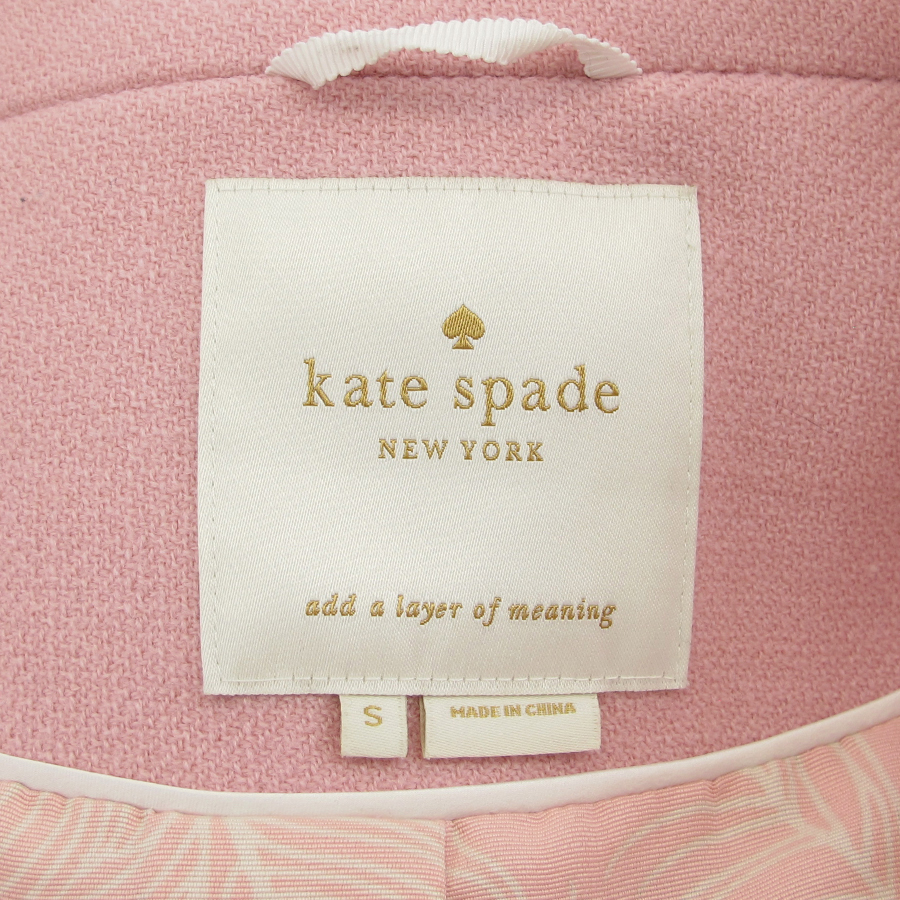 kate spade
NEW YORK
add a layer of meaning
S
MADE IN CHINA